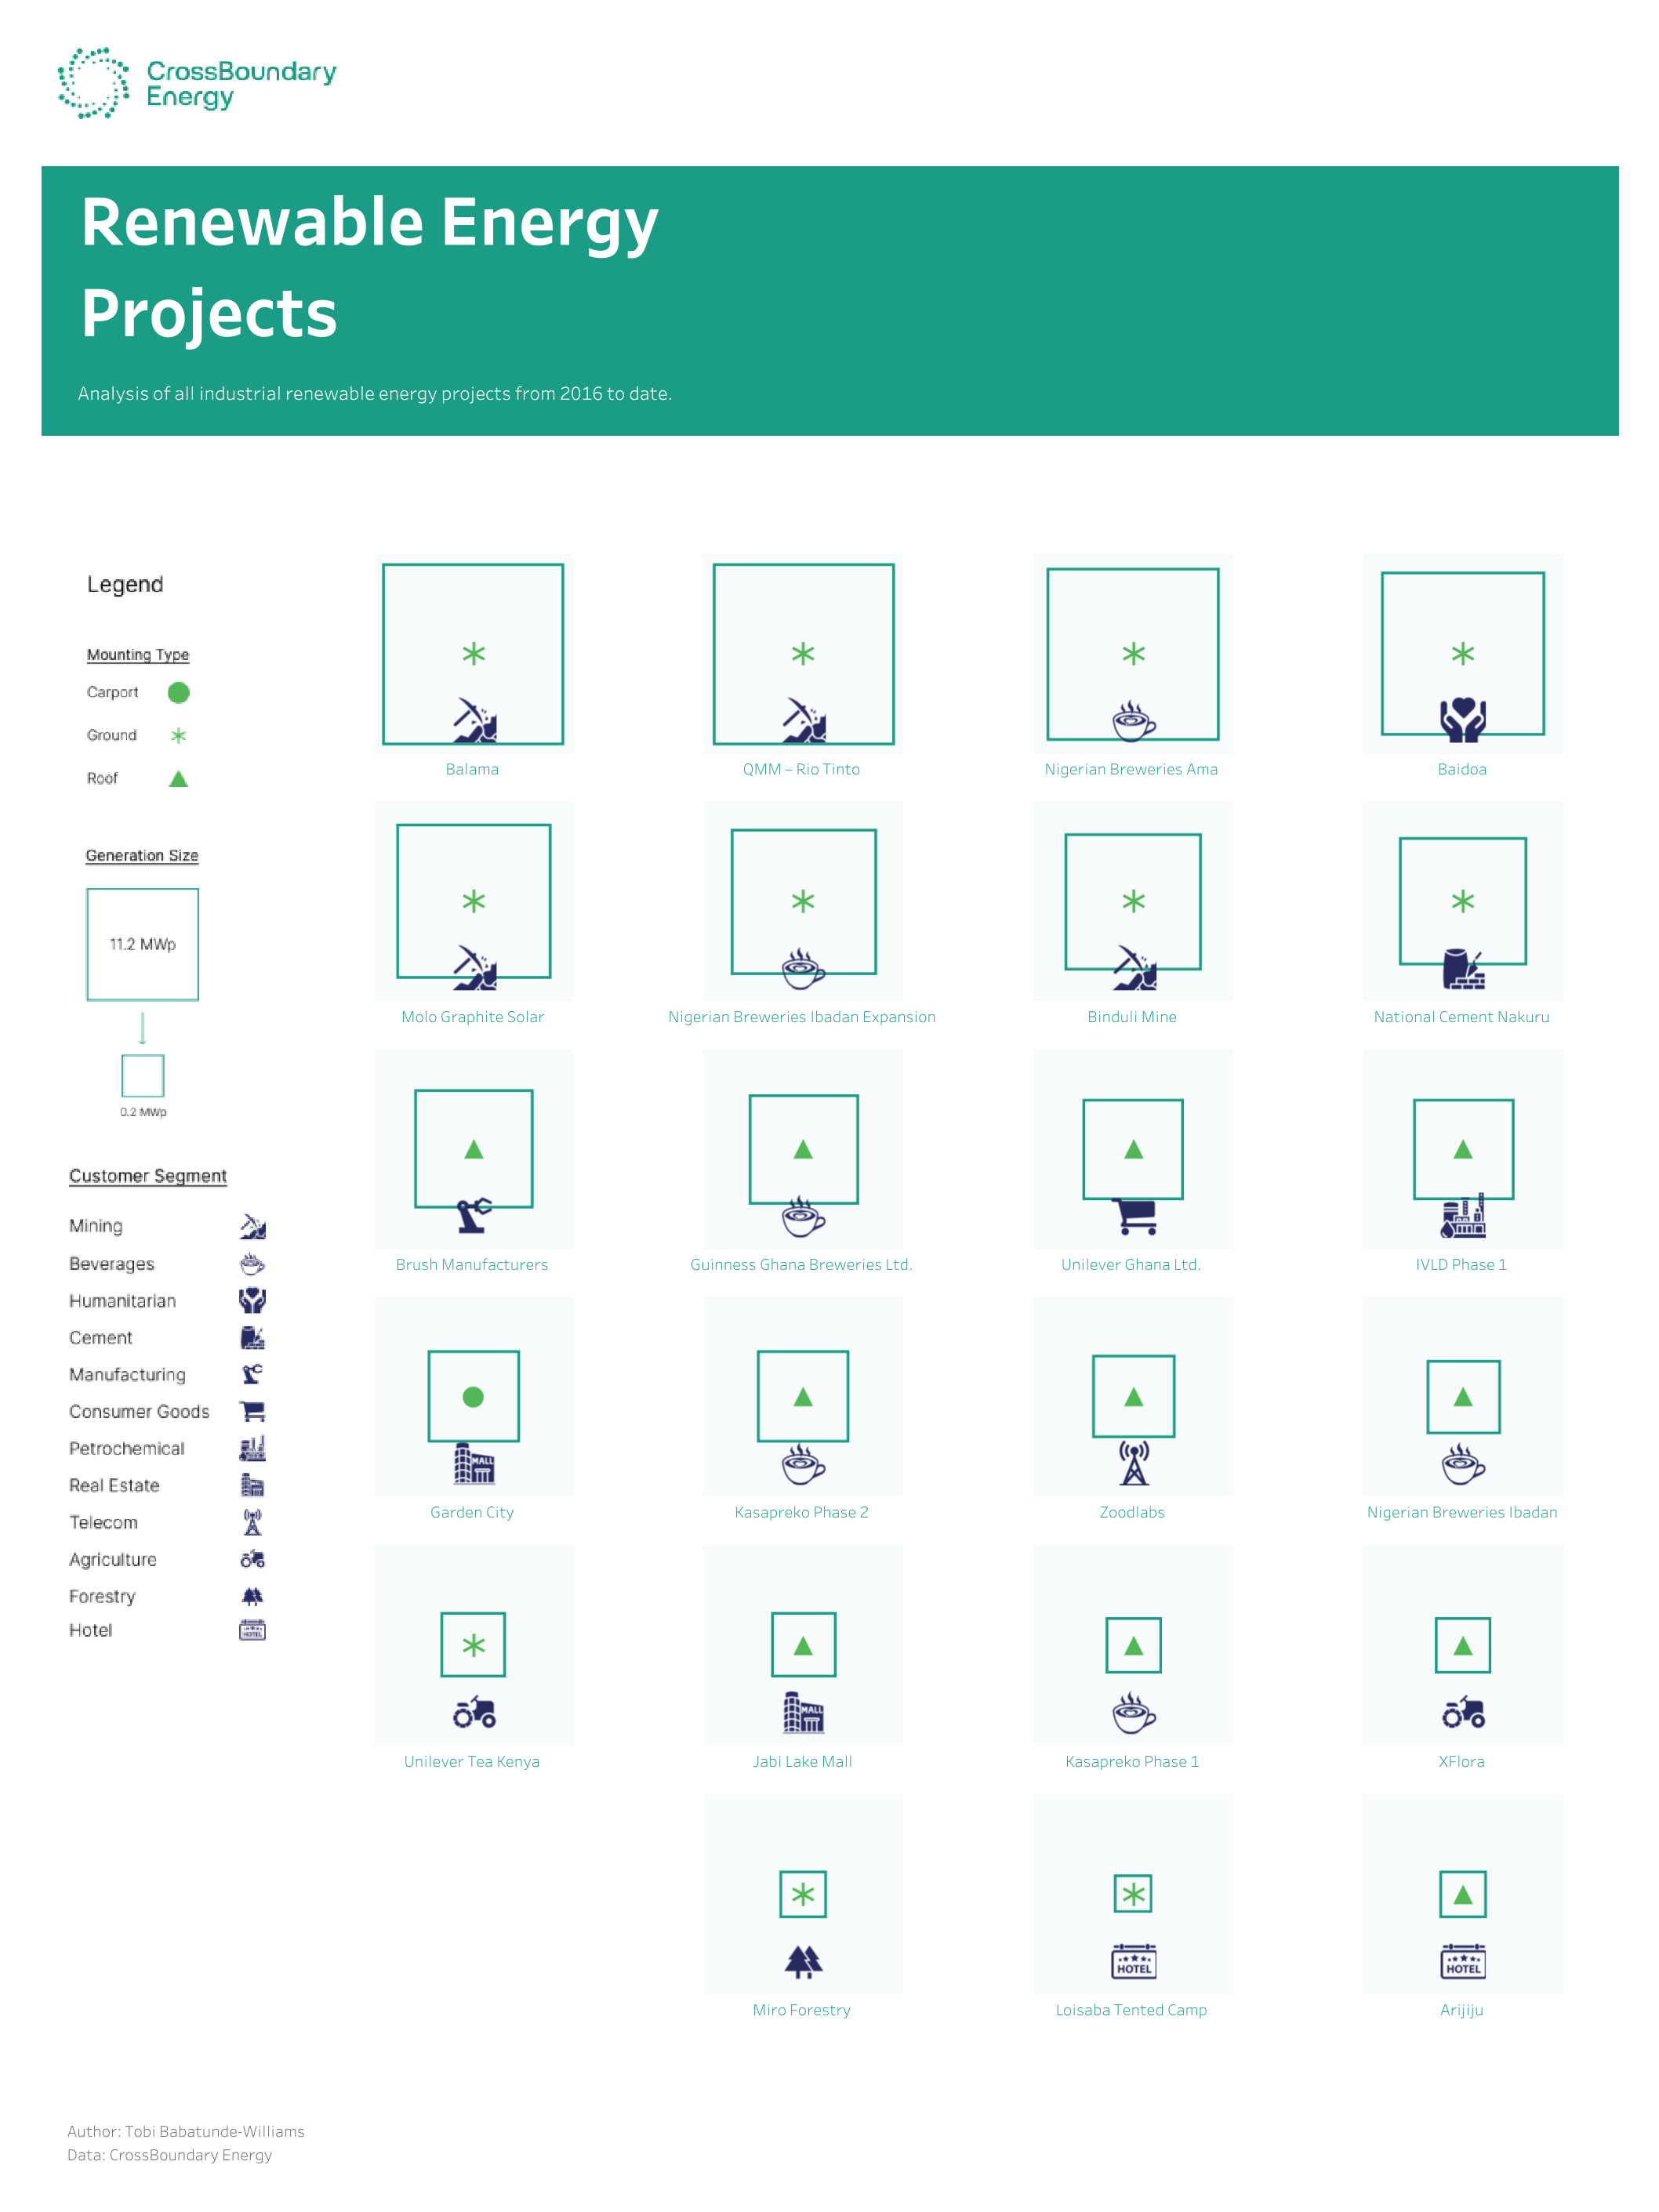 CrossBoundary
Energy
Renewable Energy
Projects
Analysis of all industrial renewable energy projects from 2016 to date.
Legend
Mounting Type
Carport
Ground
Roof
Generation Size
11.2 MWp
0.2 MWp
Customer Segment
Mining
Beverages
Humanitarian
Cement
Manufacturing
Consumer Goods
Petrochemical
Real Estate
Telecom
Agriculture
Forestry
Hotel
HOTEL
Balama
QMM – Rio Tinto
Nigerian Breweries Ama
Baidoa
Molo Graphite Solar
Nigerian Breweries Ibadan Expansion
Binduli Mine
National Cement Nakuru
Brush Manufacturers
Guinness Ghana Breweries Ltd.
Unilever Ghana Ltd.
IVLD Phase 1
MALL
Garden City
Kasapreko Phase 2
Zoodlabs
Nigerian Breweries Ibadan
MALL
Unilever Tea Kenya
Jabi Lake Mall
Kasapreko Phase 1
XFlora
HOTEL
HOTEL
Miro Forestry
Loisaba Tented Camp
Arijiju
Author: Tobi Babatunde-Williams
Data: CrossBoundary Energy